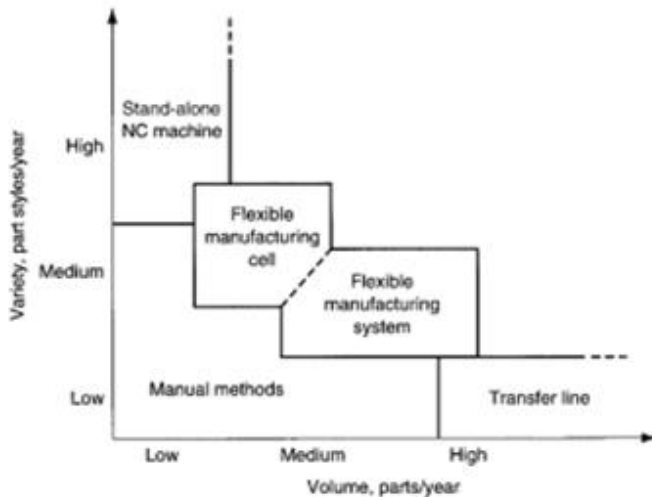 Variety, part styles/year
High
Medium
Low
Stand-alone
NC machine
Flexible
manufacturing
cell
Flexible
manufacturing
system
Manual methods
Transfer line
Low
Medium
High
Volume, parts/year